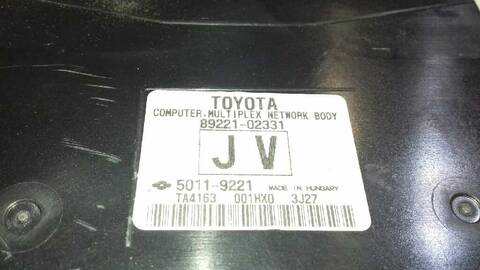 TOYOTA
COMPUTER.MULTIPLEX NETWORK BODY
89221-02331
JV
5011-9221 MADE IN HUNGARY
TA4163 001HX0 3J27